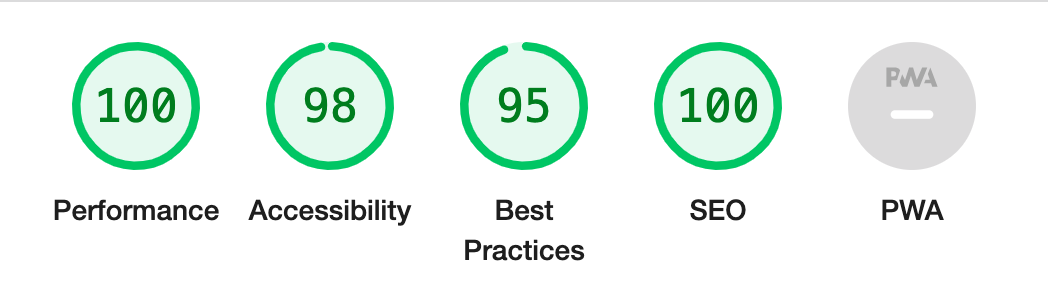 100
98
95
100
PWA
Performance
Accessibility
Best
Practices
SEO
PWA